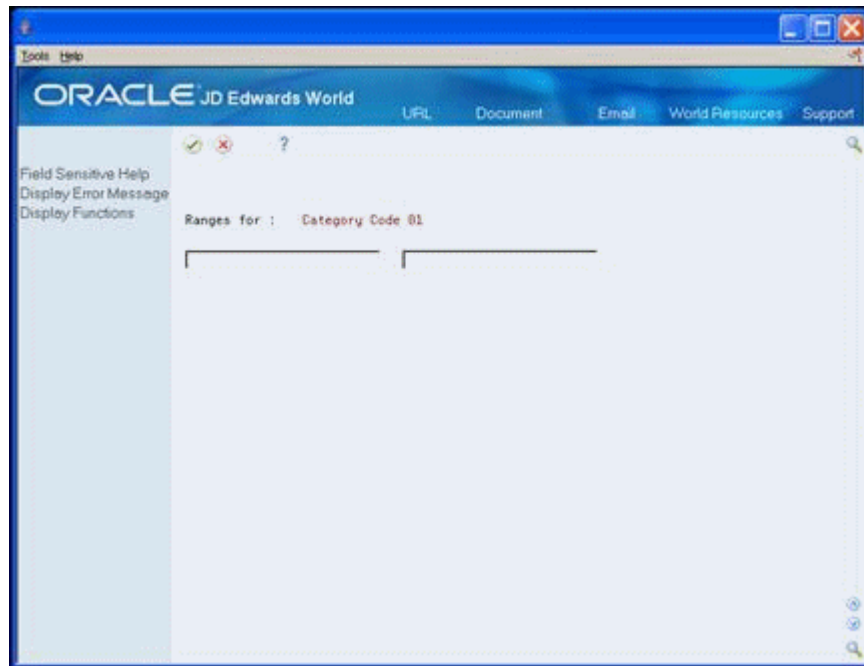 Tools Help
ORACLE JD Edwards World
URL Document Email World Resources Support
?
Field Sensitive Help
Display Error Message
Display Functions
Ranges for : Category Code 01